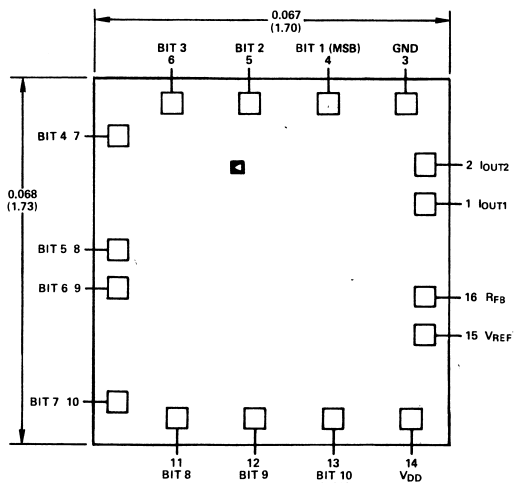 0.067
(1.70)
BIT 3
6
BIT 2
5
BIT 1 (MSB)
4
GND
3
0.068
(1.73)
BIT 4 7
2 IOUT2
1 IOUT1
BIT 5 8
BIT 6 9
16 RFB
15 VREF
BIT 7 10
11
BIT 8
12
BIT 9
13
BIT 10
14
VDD